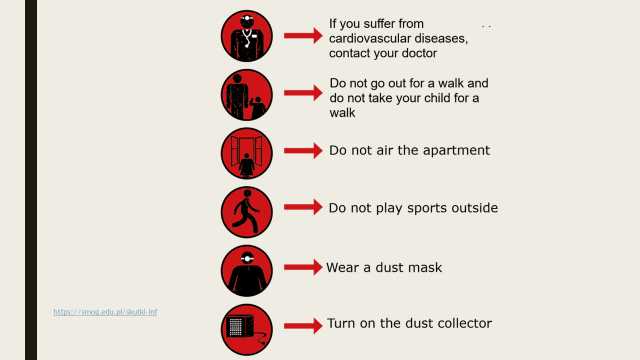 If you suffer from
cardiovascular diseases,
contact your doctor
Do not go out for a walk and
do not take your child for a
walk
Do not air the apartment
Do not play sports outside
Wear a dust mask
https://smog.edu.pl/skutki-inf
Turn on the dust collector